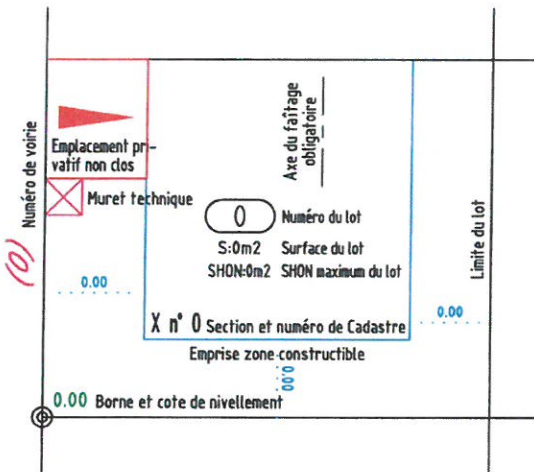 Numéro de voirie
(0)
Emplacement pri-
vatif non clos
Muret technique
Axe du faîtage
obligatoire
0 Numéro du lot
S:0m2 Surface du lot
SHON:0m2 SHON maximum du lot
Limite du lot
0.00
0.00
X n° 0 Section et numéro de Cadastre
Emprise zone constructible
0.00
0.00 Borne et cote de nivellement